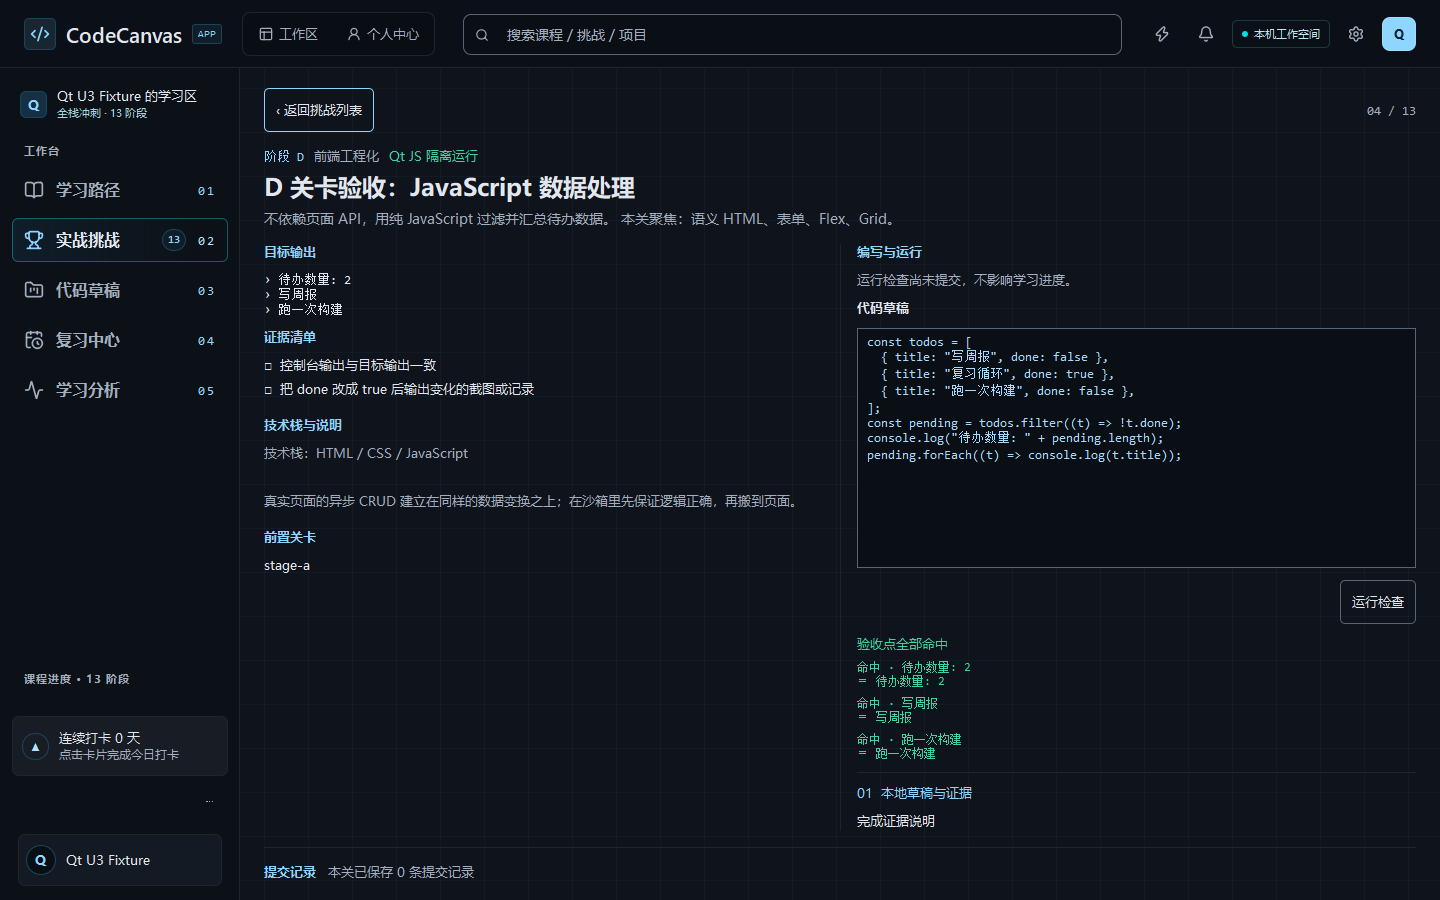 CodeCanvas APP
工作区
个人中心
搜索课程 / 挑战 / 项目
本机工作空间
Q
Q
Qt U3 Fixture 的学习区
全栈冲刺 · 13 阶段
工作台
学习路径 01
实战挑战 13 02
代码草稿 03
复习中心 04
学习分析 05
课程进度 • 13 阶段
连续打卡 0 天
点击卡片完成今日打卡
...
Q Qt U3 Fixture
‹ 返回挑战列表
04 / 13
阶段 D 前端工程化 Qt JS 隔离运行
D 关卡验收：JavaScript 数据处理
不依赖页面 API，用纯 JavaScript 过滤并汇总待办数据。 本关聚焦：语义 HTML、表单、Flex、Grid。
目标输出
› 待办数量: 2
› 写周报
› 跑一次构建
证据清单
控制台输出与目标输出一致
把 done 改成 true 后输出变化的截图或记录
技术栈与说明
技术栈：HTML / CSS / JavaScript
真实页面的异步 CRUD 建立在同样的数据变换之上；在沙箱里先保证逻辑正确，再搬到页面。
前置关卡
stage-a
编写与运行
运行检查尚未提交，不影响学习进度。
代码草稿
const todos = [
{ title: "写周报", done: false },
{ title: "复习循环", done: true },
{ title: "跑一次构建", done: false },
];
const pending = todos.filter((t) => !t.done);
console.log("待办数量: " + pending.length);
pending.forEach((t) => console.log(t.title));
运行检查
验收点全部命中
命中 · 待办数量: 2
= 待办数量: 2
命中 · 写周报
= 写周报
命中 · 跑一次构建
= 跑一次构建
01 本地草稿与证据
完成证据说明
提交记录 本关已保存 0 条提交记录